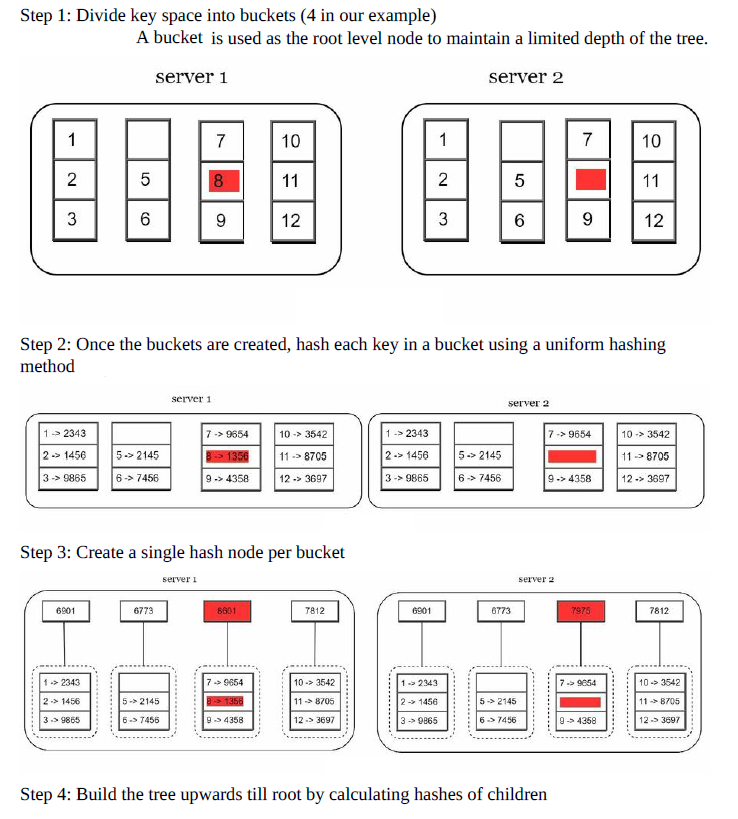 Step 1: Divide key space into buckets (4 in our example)
A bucket is used as the root level node to maintain a limited depth of the tree.
server 1 server 2
1 7 10 1 7 10
2 5 8 11 2 5 11
3 6 9 12 3 6 9 12
Step 2: Once the buckets are created, hash each key in a bucket using a uniform hashing
method
server 1 server 2
1 -> 2343 7 -> 9654 10 -> 3542 1 -> 2343 7 -> 9654 10 -> 3542
2 -> 1456 5 -> 2145 8 -> 1356 11 -> 8705 2 -> 1456 5 -> 2145 11 -> 8705
3 -> 9865 6 -> 7456 9 -> 4358 12 -> 3697 3 -> 9865 6 -> 7456 9 -> 4358 12 -> 3697
Step 3: Create a single hash node per bucket
server 1 server 2
6901 6773 6601 7812 6901 6773 7975 7812
1 -> 2343 7 -> 9654 10 -> 3542 1 -> 2343 7 -> 9654 10 -> 3542
2 -> 1456 5 -> 2145 8 -> 1356 11 -> 8705 2 -> 1456 5 -> 2145 11 -> 8705
3 -> 9865 6 -> 7456 9 -> 4358 12 -> 3697 3 -> 9865 6 -> 7456 9 -> 4358 12 -> 3697
Step 4: Build the tree upwards till root by calculating hashes of children